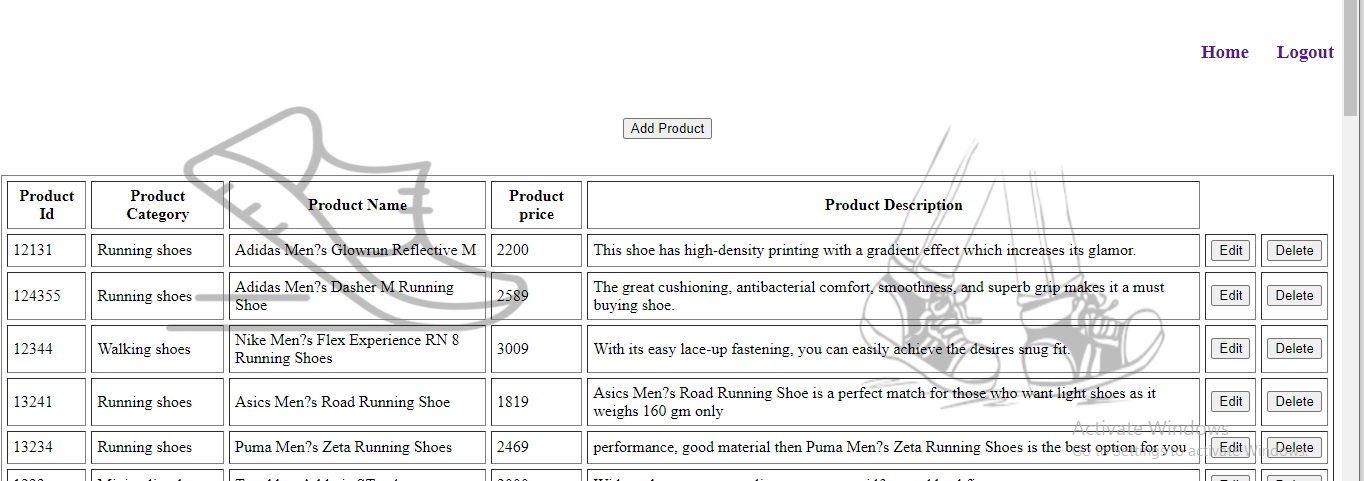 Home Logout
Add Product
Product Id Product Category Product Name Product price Product Description
12131 Running shoes Adidas Men?s Glowrun Reflective M 2200 This shoe has high-density printing with a gradient effect which increases its glamor. Edit Delete
124355 Running shoes Adidas Men?s Dasher M Running Shoe 2589 The great cushioning, antibacterial comfort, smoothness, and superb grip makes it a must buying shoe. Edit Delete
12344 Walking shoes Nike Men?s Flex Experience RN 8 Running Shoes 3009 With its easy lace-up fastening, you can easily achieve the desires snug fit. Edit Delete
13241 Running shoes Asics Men?s Road Running Shoe 1819 Asics Men?s Road Running Shoe is a perfect match for those who want light shoes as it weighs 160 gm only Edit Delete
Activate Windows
13234 Running shoes Puma Men?s Zeta Running Shoes 2469 performance, good material then Puma Men?s Zeta Running Shoes is the best option for you Edit Delete
Go to Settings to activate Windows.